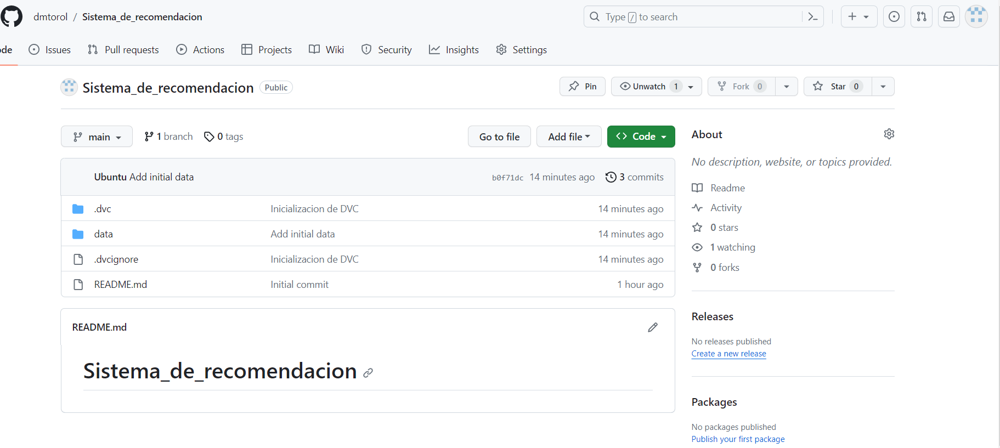 dmtorol / Sistema_de_recomendacion
Type / to search
ode Issues Pull requests Actions Projects Wiki Security Insights Settings
Sistema_de_recomendacion Public
Pin Unwatch 1 Fork 0 Star 0
main 1 branch 0 tags
Go to file Add file <> Code
Ubuntu Add initial data b0f71dc 14 minutes ago 3 commits
.dvc Inicializacion de DVC 14 minutes ago
data Add initial data 14 minutes ago
.dvcignore Inicializacion de DVC 14 minutes ago
README.md Initial commit 1 hour ago
README.md
Sistema_de_recomendacion
About
No description, website, or topics provided.
Readme
Activity
0 stars
1 watching
0 forks
Releases
No releases published
Create a new release
Packages
No packages published
Publish your first package